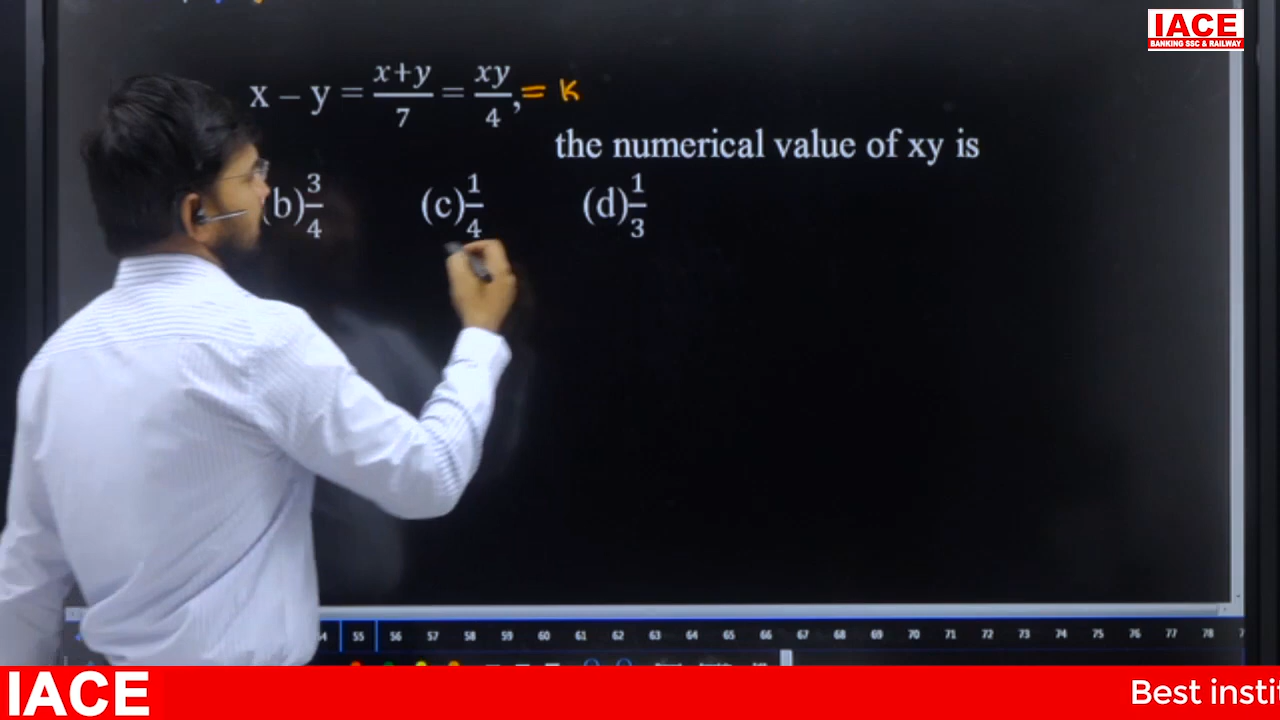 IACE
BANKING SSC & RAILWAY
x – y = x+y/7 = xy/4, = K
the numerical value of xy is
b) 3/4 (c) 1/4 (d) 1/3
55 56 57 58 59 60 61 62 63 64 65 66 67 68 69 70 71 72 73 74 75 76 77 78
IACE
Best insti